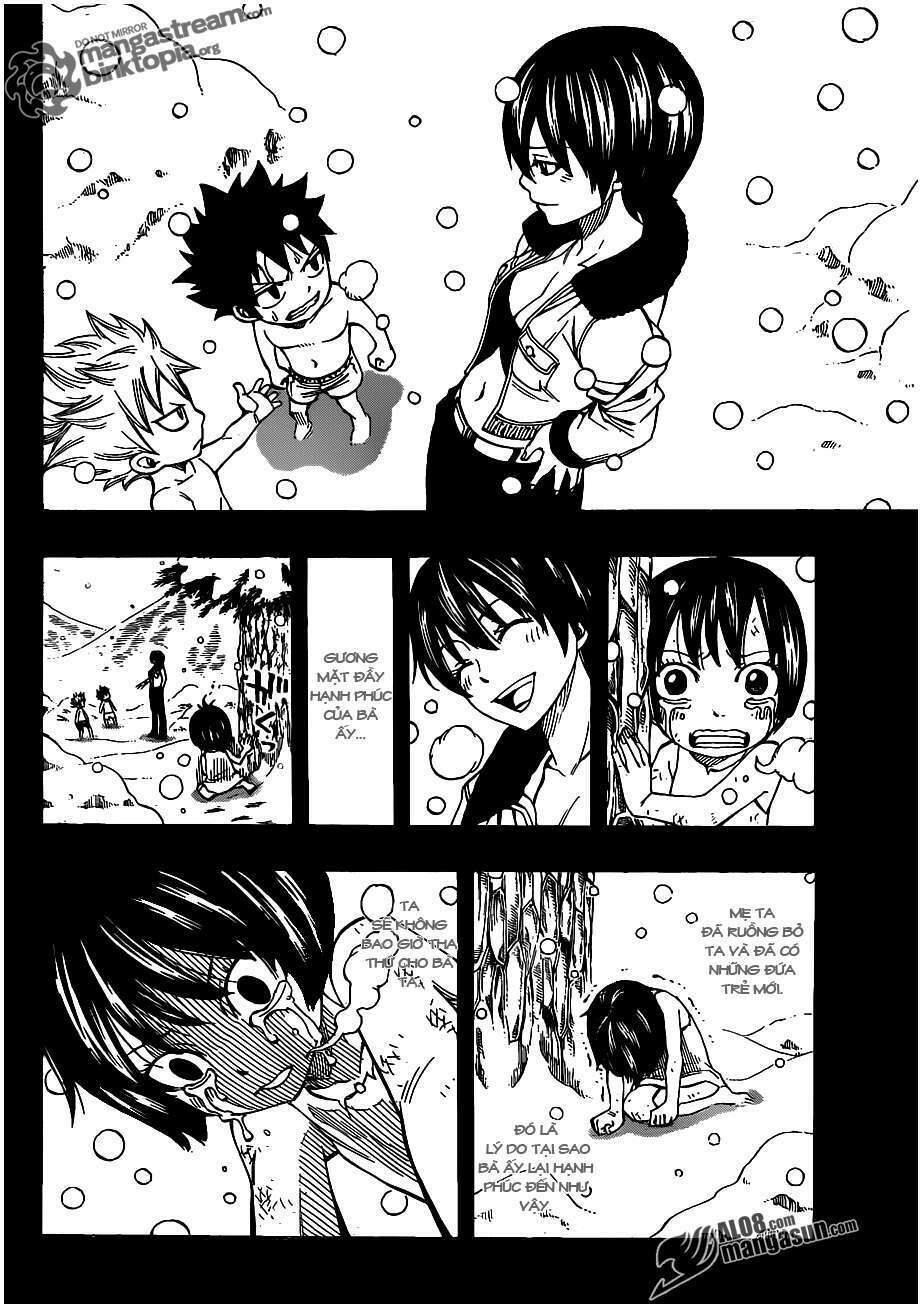 DO NOT MIRROR
mangastream.com
binktopia.org
GƯƠNG
MẶT ĐẦY
HẠNH PHÚC
CỦA BÀ
ẤY...
MẸ TA
ĐÃ RUỒNG BỎ
TA VÀ ĐÃ CÓ
NHỮNG ĐỨA
TRẺ MỚI.
ĐÓ LÀ
LÝ DO TẠI SAO
BÀ ẤY LẠI HẠNH
PHÚC ĐẾN NHƯ
VẬY.
TA
SẼ KHÔNG
BAO GIỜ THA
THỨ CHO BÀ
TA.
AL08.com
mangasun.com